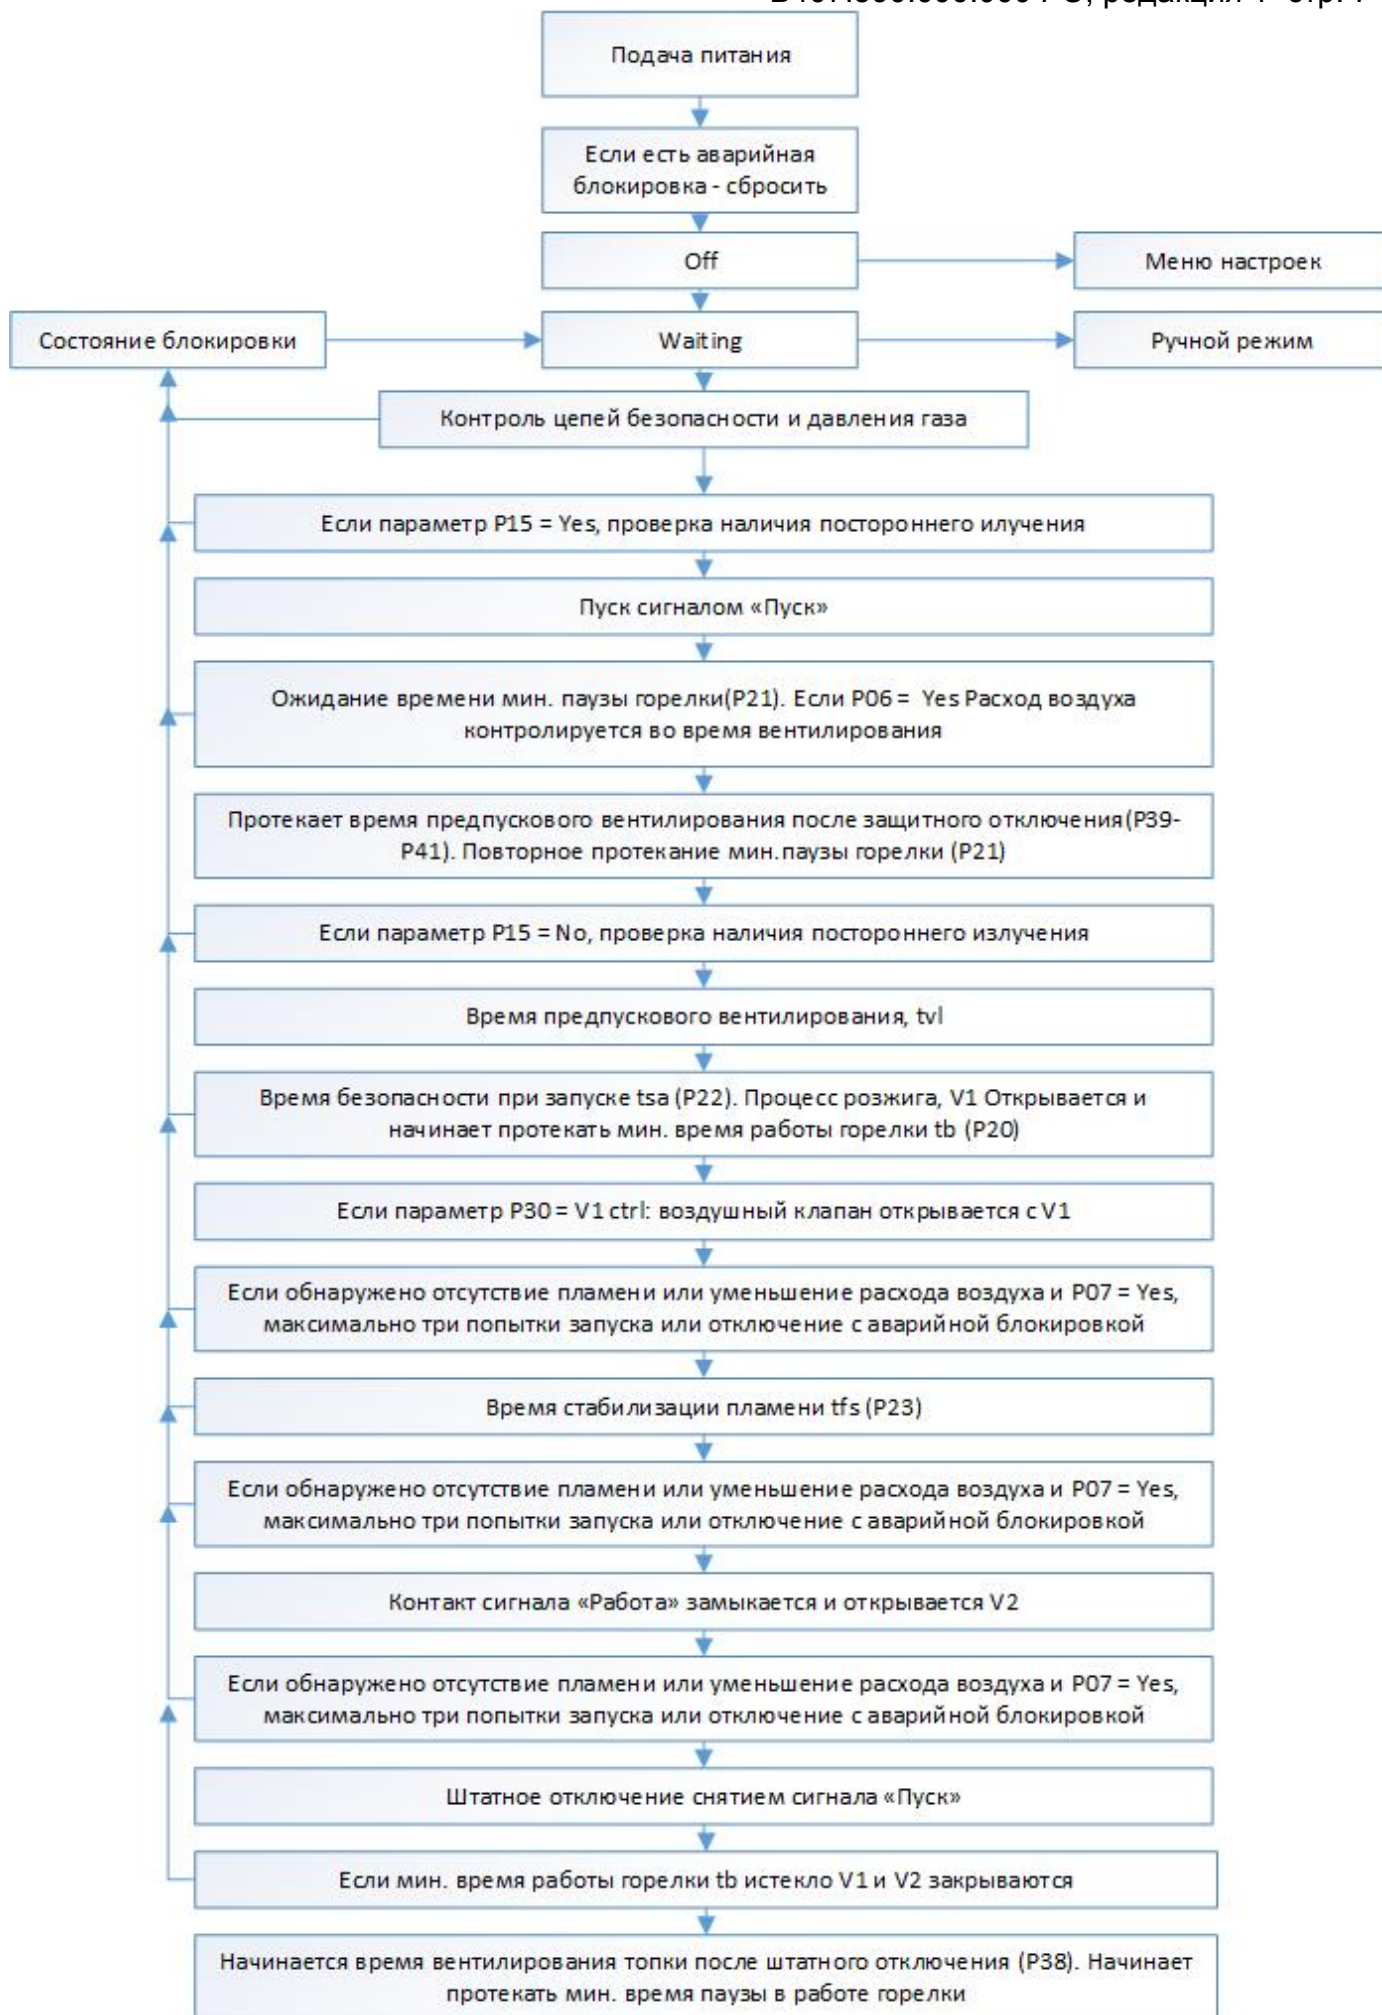 редакция
стр.
Подача питания
Если есть аварийная
блокировка - сбросить
Off
Меню настроек
Состояние блокировки
Waiting
Ручной режим
Контроль цепей безопасности и давления газа
Если параметр P15 = Yes, проверка наличия постороннего илучения
Пуск сигналом «Пуск»
Ожидание времени мин. паузы горелки(P21). Если P06 = Yes Расход воздуха
контролируется во время вентилирования
Протекает время предпускового вентилирования после защитного отключения(P39-
P41). Повторное протекание мин.паузы горелки (P21)
Если параметр P15 = No, проверка наличия постороннего излучения
Время предпускового вентилирования, tvl
Время безопасности при запуске tsa (P22). Процесс розжига, V1 Открывается и
начинает протекать мин. время работы горелки tb (P20)
Если параметр P30 = V1 ctrl: воздушный клапан открывается с V1
Если обнаружено отсутствие пламени или уменьшение расхода воздуха и P07 = Yes,
максимально три попытки запуска или отключение с аварийной блокировкой
Время стабилизации пламени tfs (P23)
Если обнаружено отсутствие пламени или уменьшение расхода воздуха и P07 = Yes,
максимально три попытки запуска или отключение с аварийной блокировкой
Контакт сигнала «Работа» замыкается и открывается V2
Если обнаружено отсутствие пламени или уменьшение расхода воздуха и P07 = Yes,
максимально три попытки запуска или отключение с аварийной блокировкой
Штатное отключение снятием сигнала «Пуск»
Если мин. время работы горелки tb истекло V1 и V2 закрываются
Начинается время вентилирования топки после штатного отключения (P38). Начинает
протекать мин. время паузы в работе горелки